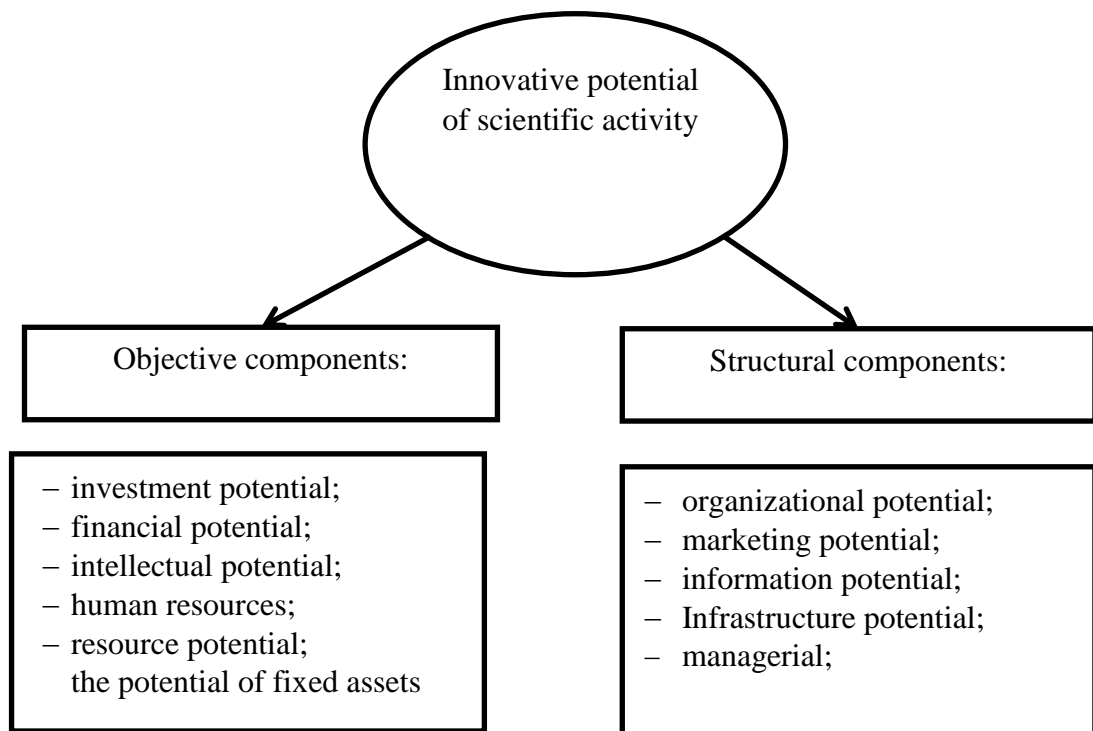 Innovative potential
of scientific activity
Objective components:
Structural components:
– investment potential;
– financial potential;
– intellectual potential;
– human resources;
– resource potential;
the potential of fixed assets
– organizational potential;
– marketing potential;
– information potential;
– Infrastructure potential;
– managerial;